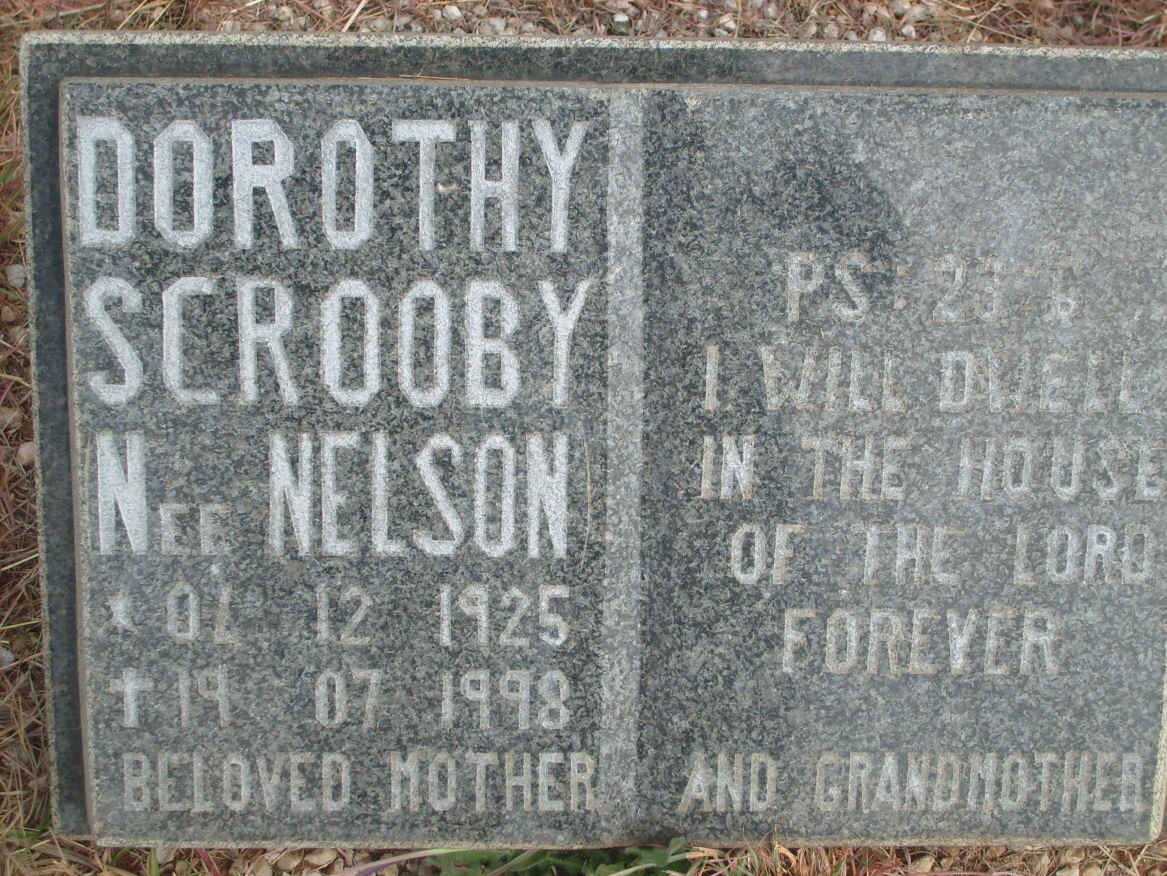 DOROTHY
SCROOBY
NEE NELSON
★ 01 12 1925
✝ 19 07 1998
BELOVED MOTHER AND GRANDMOTHER
PS: 23:6
I WILL DWELL
IN THE HOUSE
OF THE LORD
FOREVER